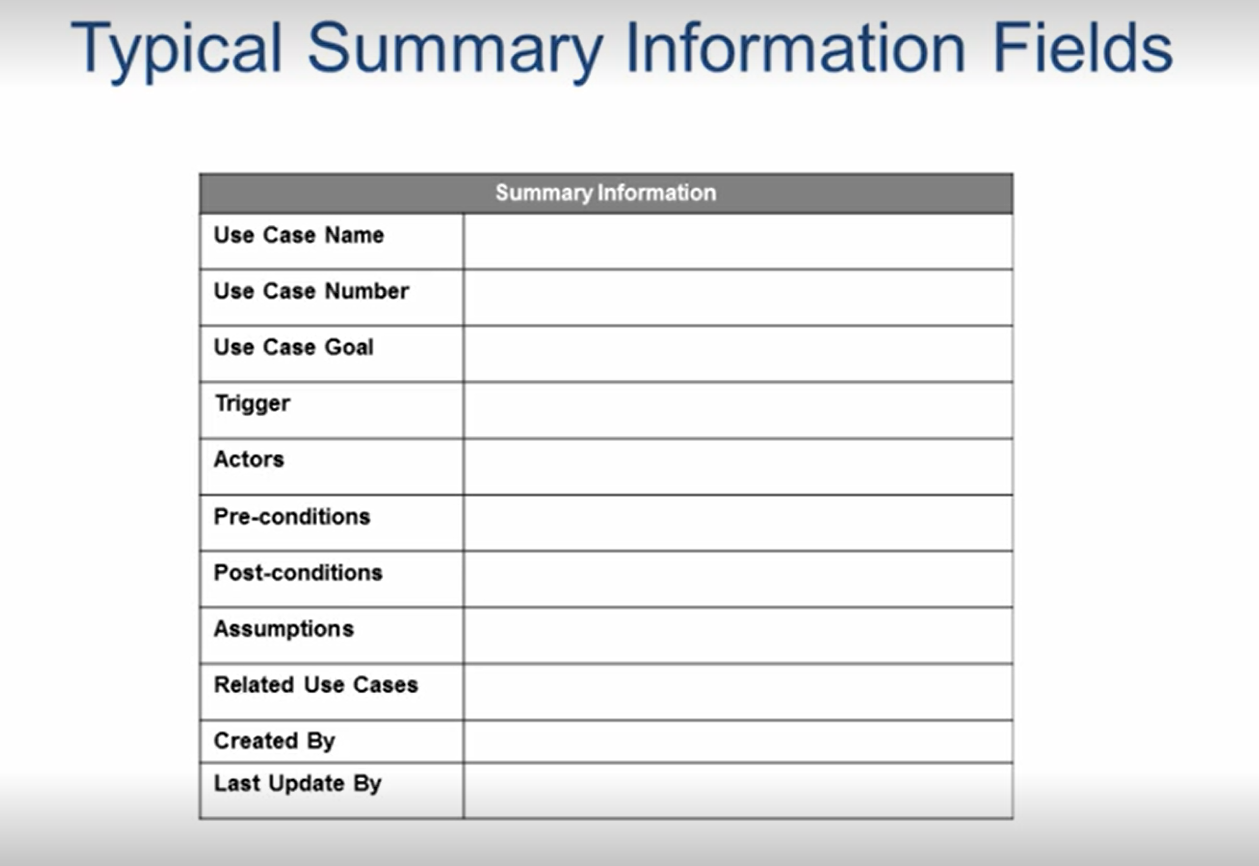 Typical Summary Information Fields
Summary Information
Use Case Name
Use Case Number
Use Case Goal
Trigger
Actors
Pre-conditions
Post-conditions
Assumptions
Related Use Cases
Created By
Last Update By